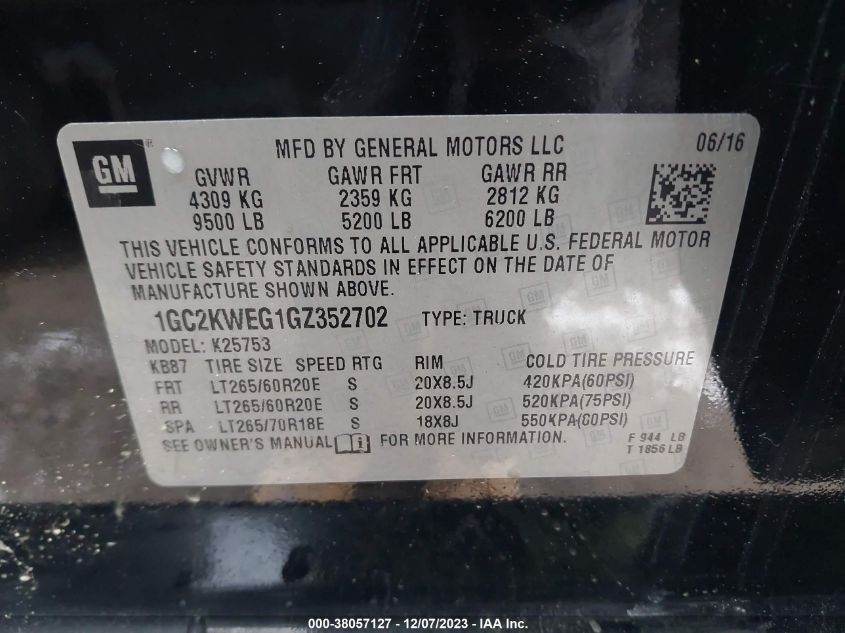 GM ®
MFD BY GENERAL MOTORS LLC 06/16
GVWR GAWR FRT GAWR RR
4309 KG 2359 KG 2812 KG
9500 LB 5200 LB 6200 LB
THIS VEHICLE CONFORMS TO ALL APPLICABLE U.S. FEDERAL MOTOR
VEHICLE SAFETY STANDARDS IN EFFECT ON THE DATE OF
MANUFACTURE SHOWN ABOVE.
1GC2KWEG1GZ352702 TYPE: TRUCK
MODEL: K25753
KB87 TIRE SIZE SPEED RTG RIM COLD TIRE PRESSURE
FRT LT265/60R20E S 20X8.5J 420KPA(60PSI)
RR LT265/60R20E S 20X8.5J 520KPA(75PSI)
SPA LT265/70R18E S 18X8J 550KPA(80PSI)
SEE OWNER'S MANUAL FOR MORE INFORMATION.
F 944 LB
T 1856 LB
000-38057127 - 12/07/2023 - IAA Inc.